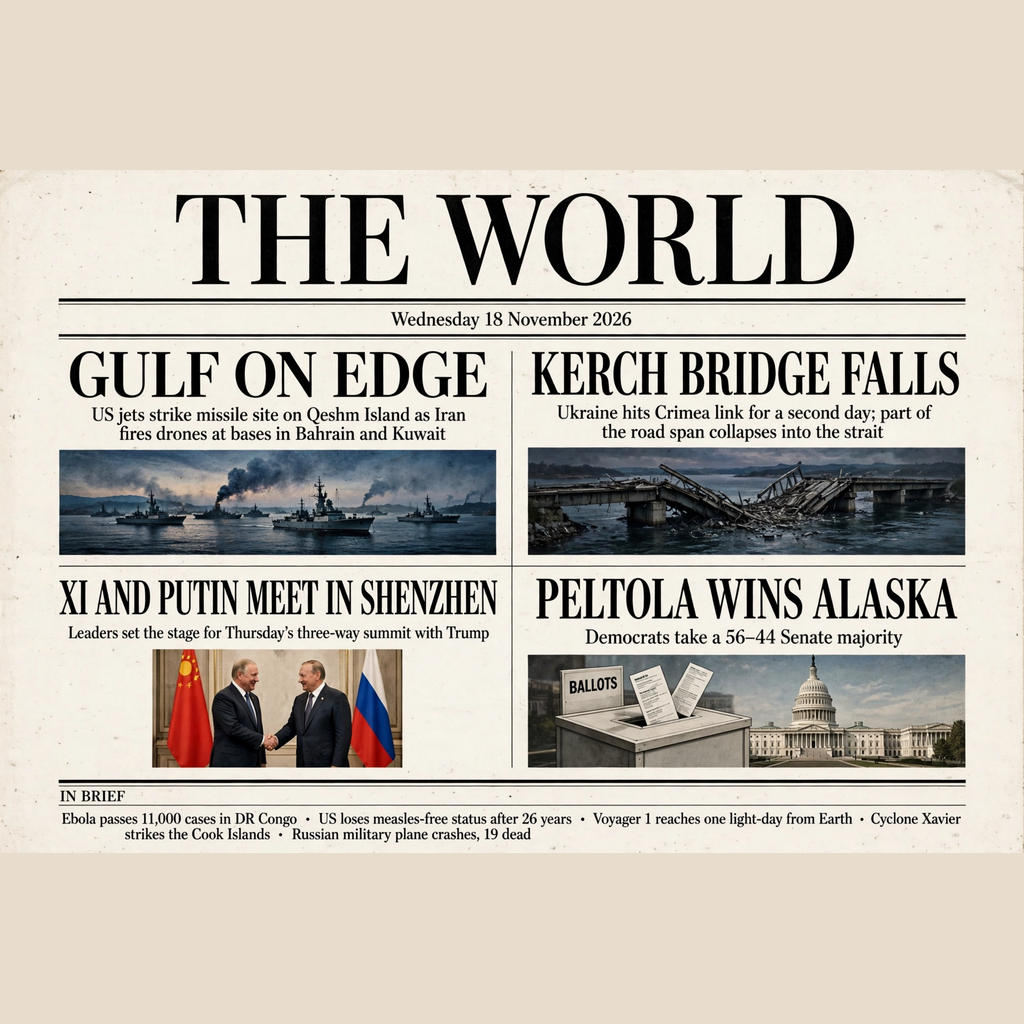 THE WORLD
Wednesday 18 November 2026
GULF ON EDGE
US jets strike missile site on Qeshm Island as Iran
fires drones at bases in Bahrain and Kuwait
KERCH BRIDGE FALLS
Ukraine hits Crimea link for a second day; part of
the road span collapses into the strait
XI AND PUTIN MEET IN SHENZHEN
Leaders set the stage for Thursday's three-way summit with Trump
PELTOLA WINS ALASKA
Democrats take a 56–44 Senate majority
BALLOTS
IN BRIEF
Ebola passes 11,000 cases in DR Congo • US loses measles-free status after 26 years • Voyager 1 reaches one light-day from Earth • Cyclone Xavier
strikes the Cook Islands • Russian military plane crashes, 19 dead